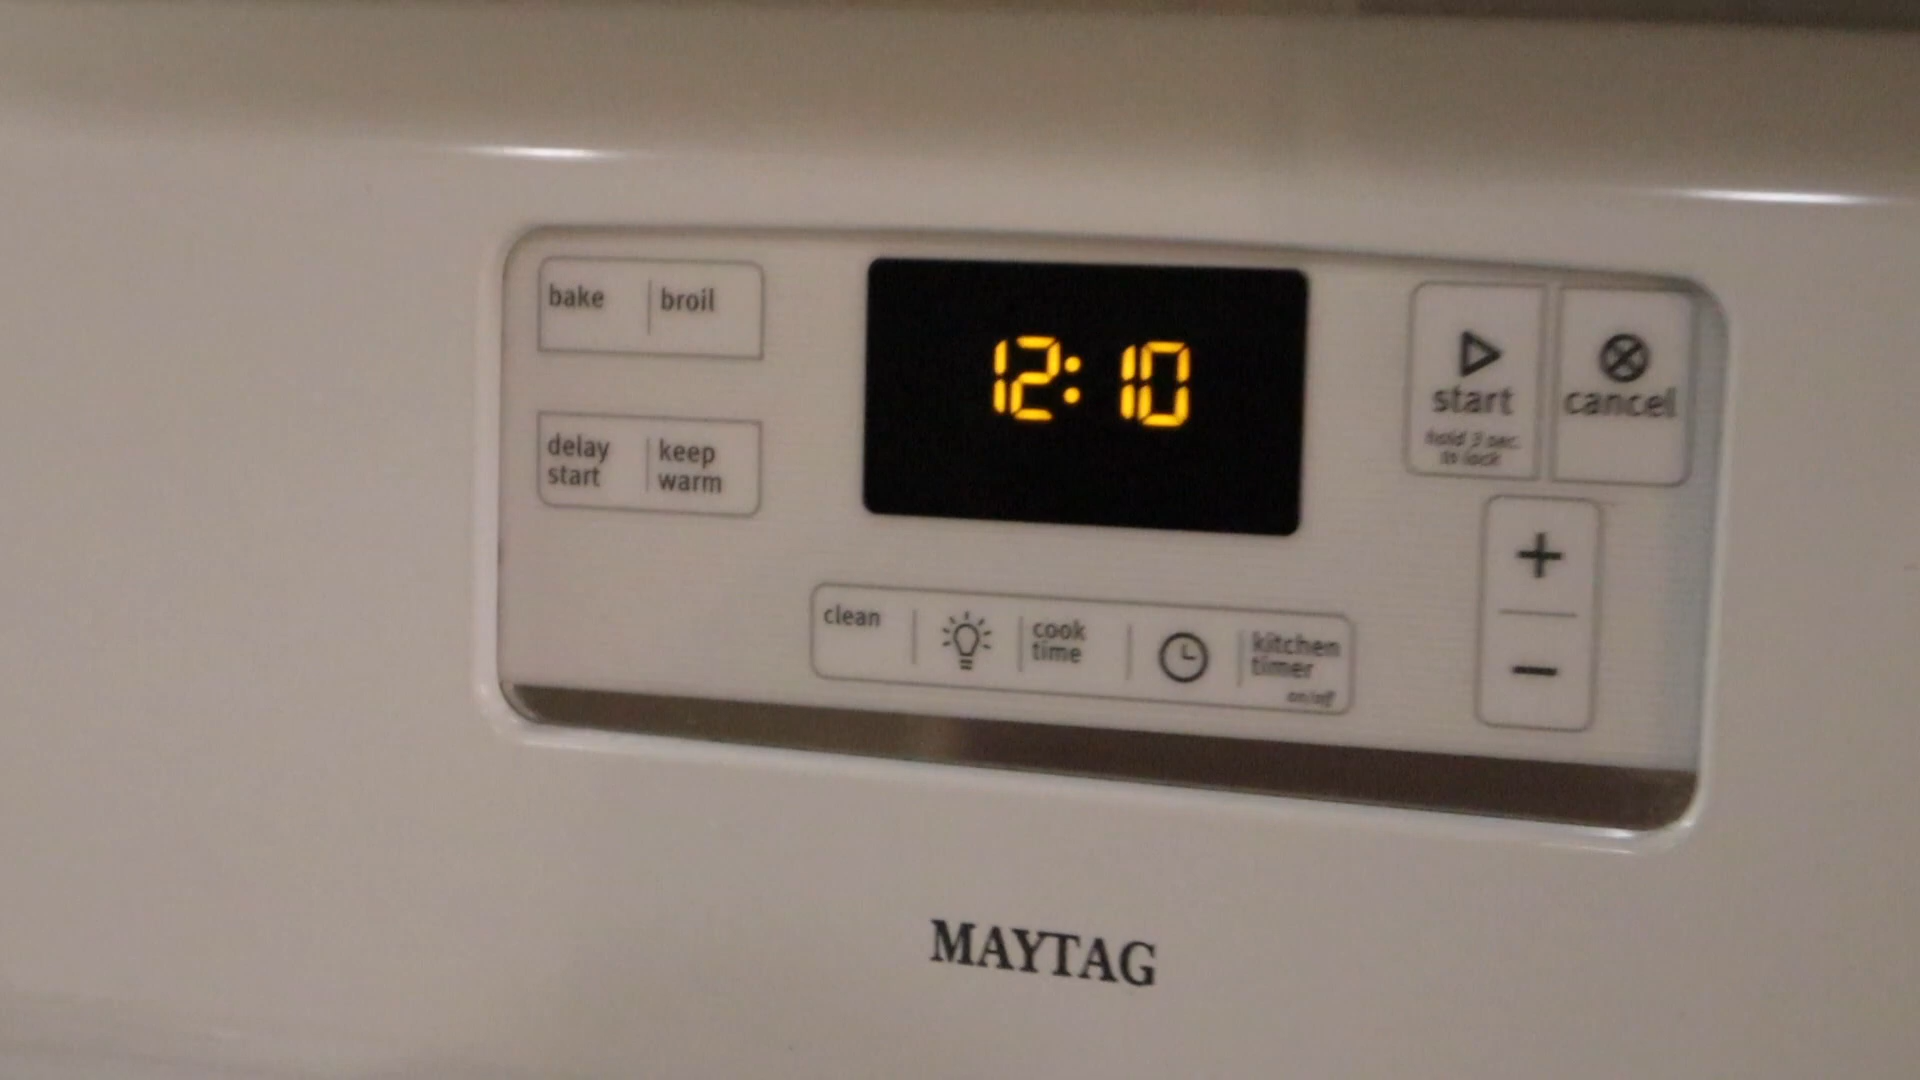 bake broil
12:10
start
hold 3 sec.
to lock
cancel
delay
start
keep
warm
+
−
clean
cook
time
kitchen
timer
on/off
MAYTAG